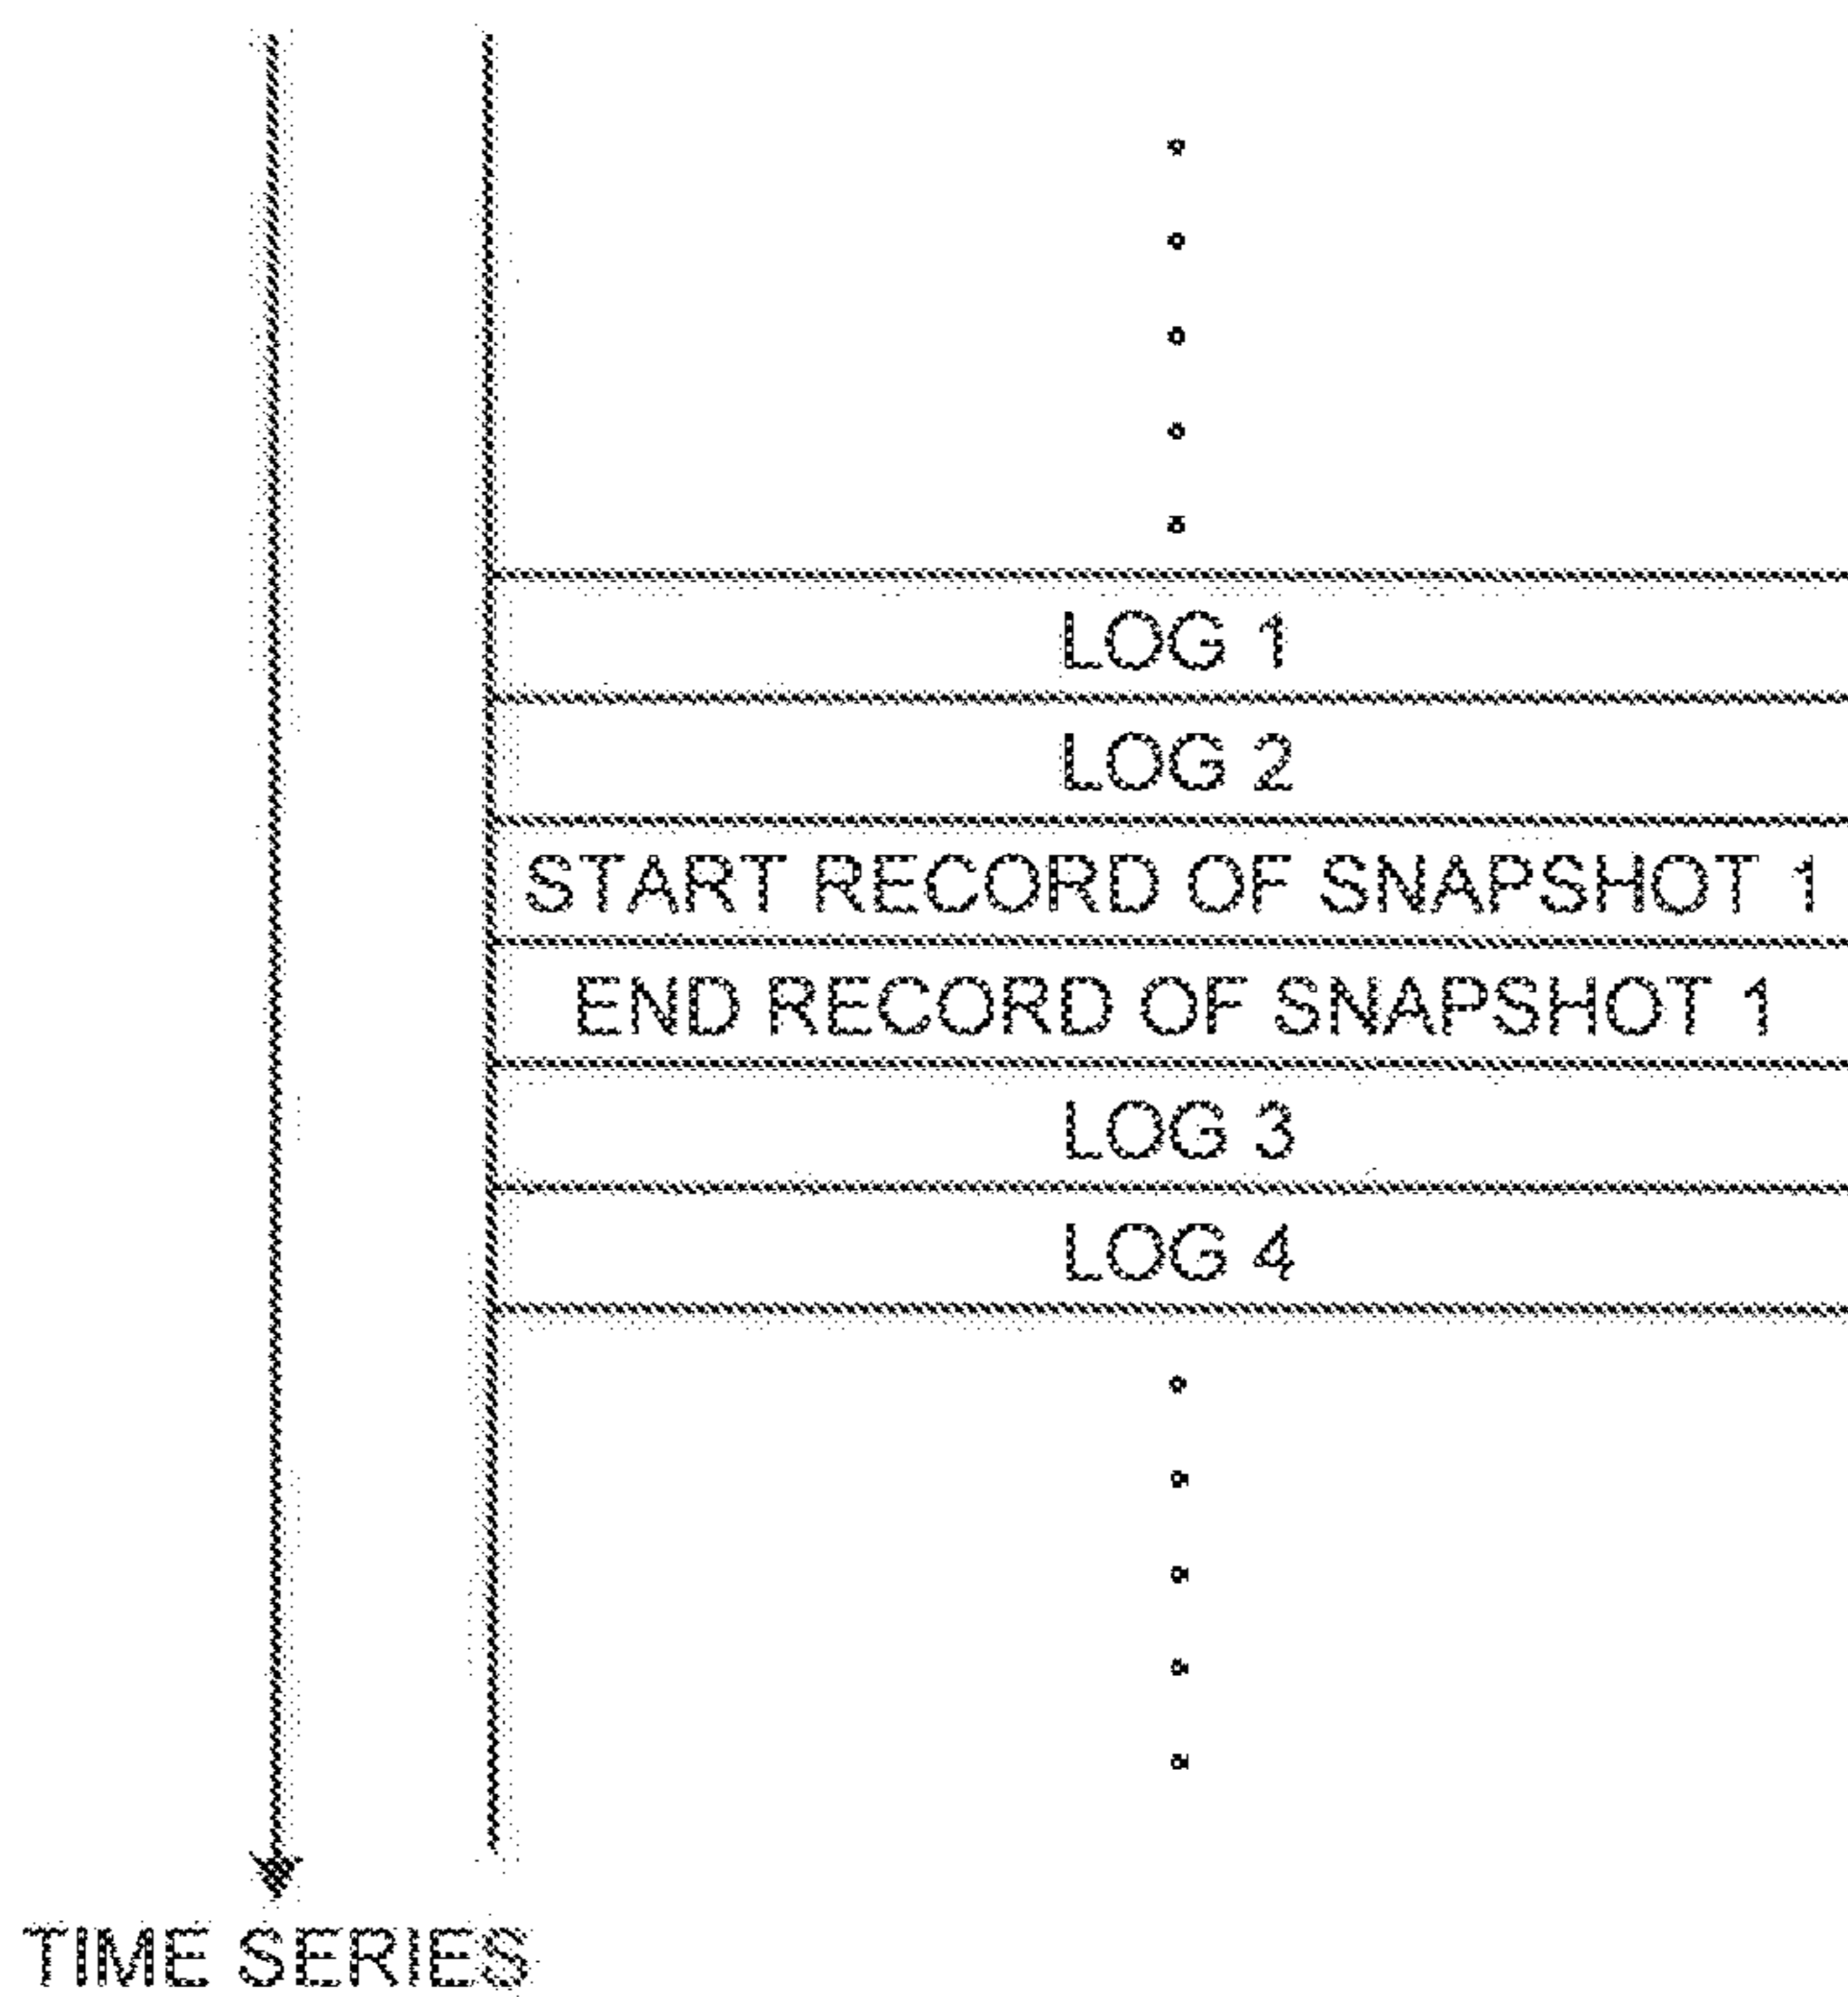 LOG 1
LOG 2
START RECORD OF SNAPSHOT 1
END RECORD OF SNAPSHOT 1
LOG 3
LOG 4
TIME SERIES